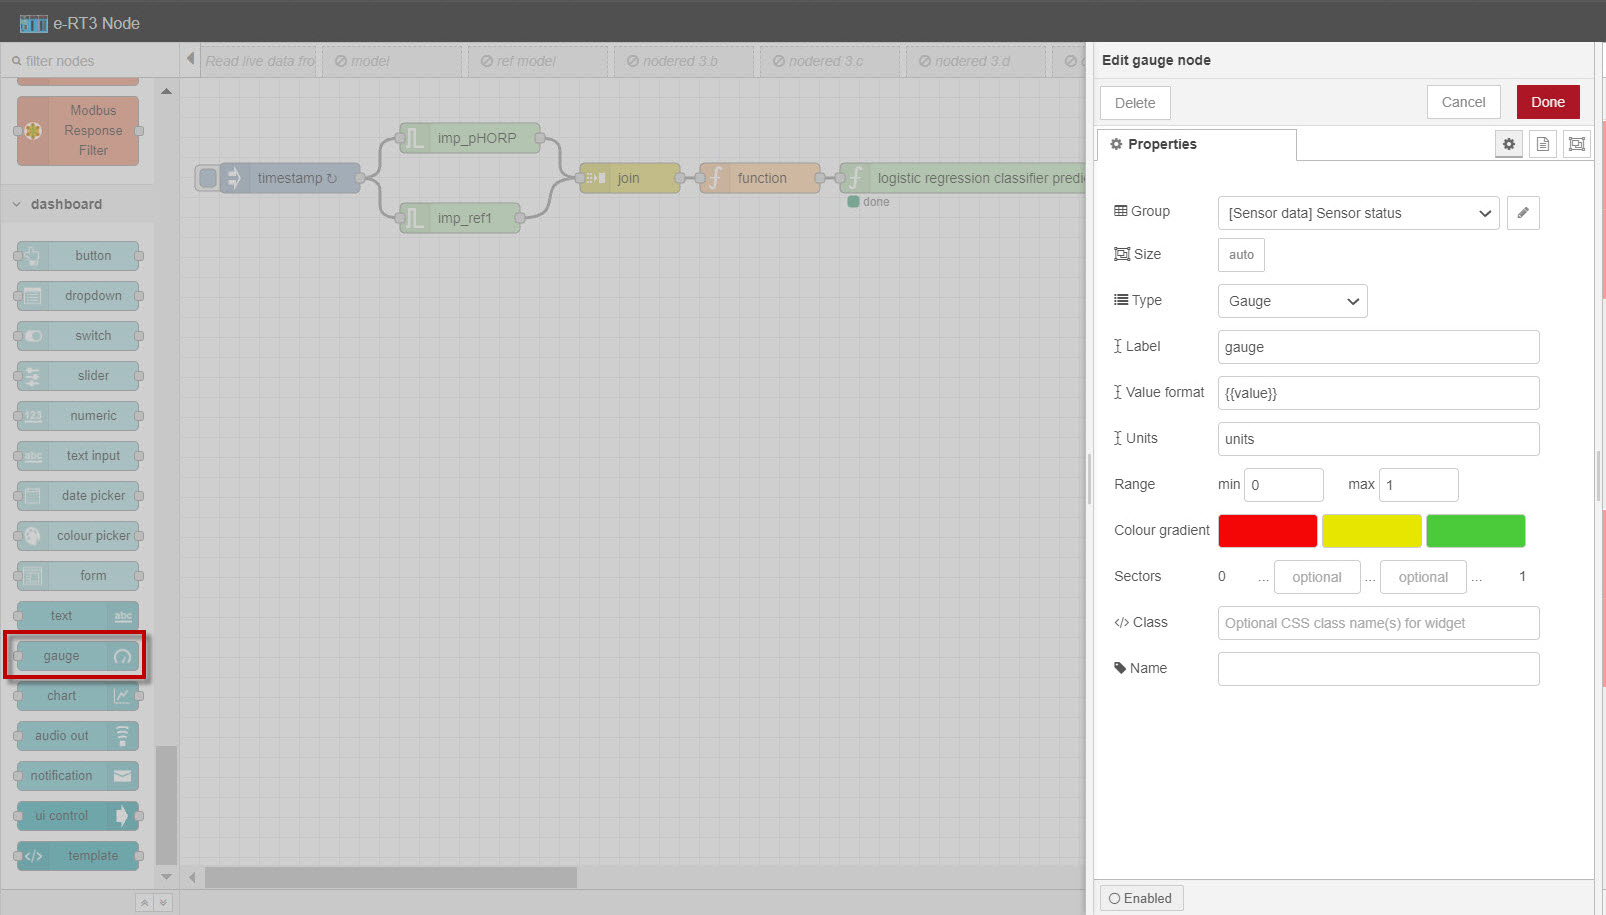 e-RT3 Node
filter nodes
Modbus
Response
Filter
dashboard
button
dropdown
switch
slider
numeric
123
text input
abc
date picker
colour picker
form
text
abc
gauge
chart
audio out
notification
ui control
template
Read live data fro
model
ref model
nodered 3.b
nodered 3.c
nodered 3.d
timestamp ↻
imp_pHORP
imp_ref1
join
function
logistic regression classifier predi
done
Edit gauge node
Delete
Cancel
Done
Properties
Group
[Sensor data] Sensor status
Size
auto
Type
Gauge
Label
gauge
Value format
{{value}}
Units
units
Range
min 0
max 1
Colour gradient
Sectors
0 ... optional ... optional ... 1
</> Class
Optional CSS class name(s) for widget
Name
Enabled